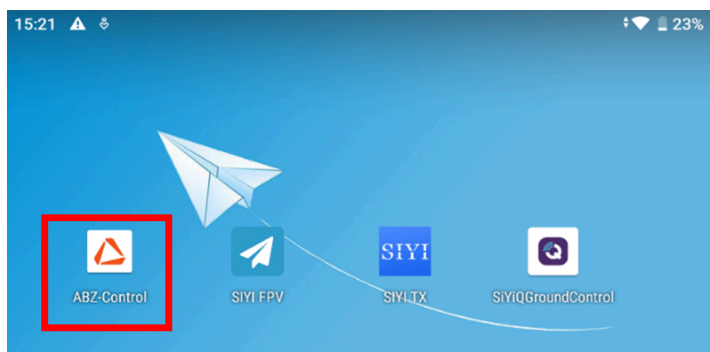 15:21
23%
SIYI
ABZ-Control
SIYI FPV
SIYI TX
SiYiQGroundControl